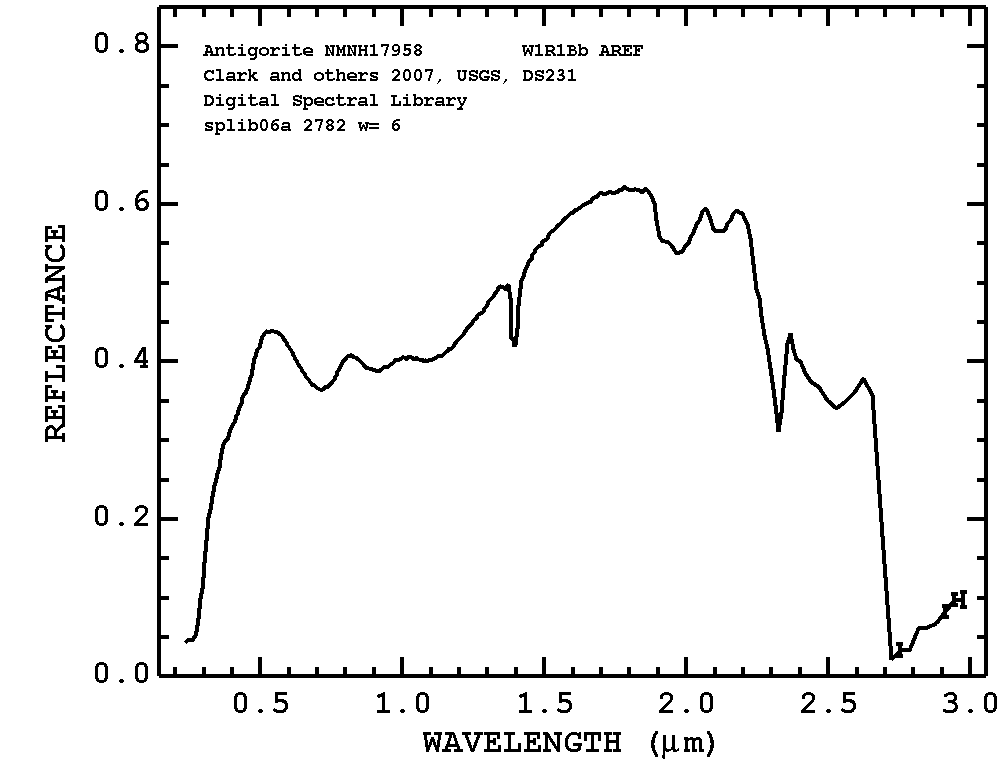 Antigorite NMNH17958 W1R1Bb AREF
Clark and others 2007, USGS, DS231
Digital Spectral Library
splib06a 2782 w= 6
0.8
0.6
0.4
0.2
0.0
REFLECTANCE
0.5 1.0 1.5 2.0 2.5 3.0
WAVELENGTH (μm)